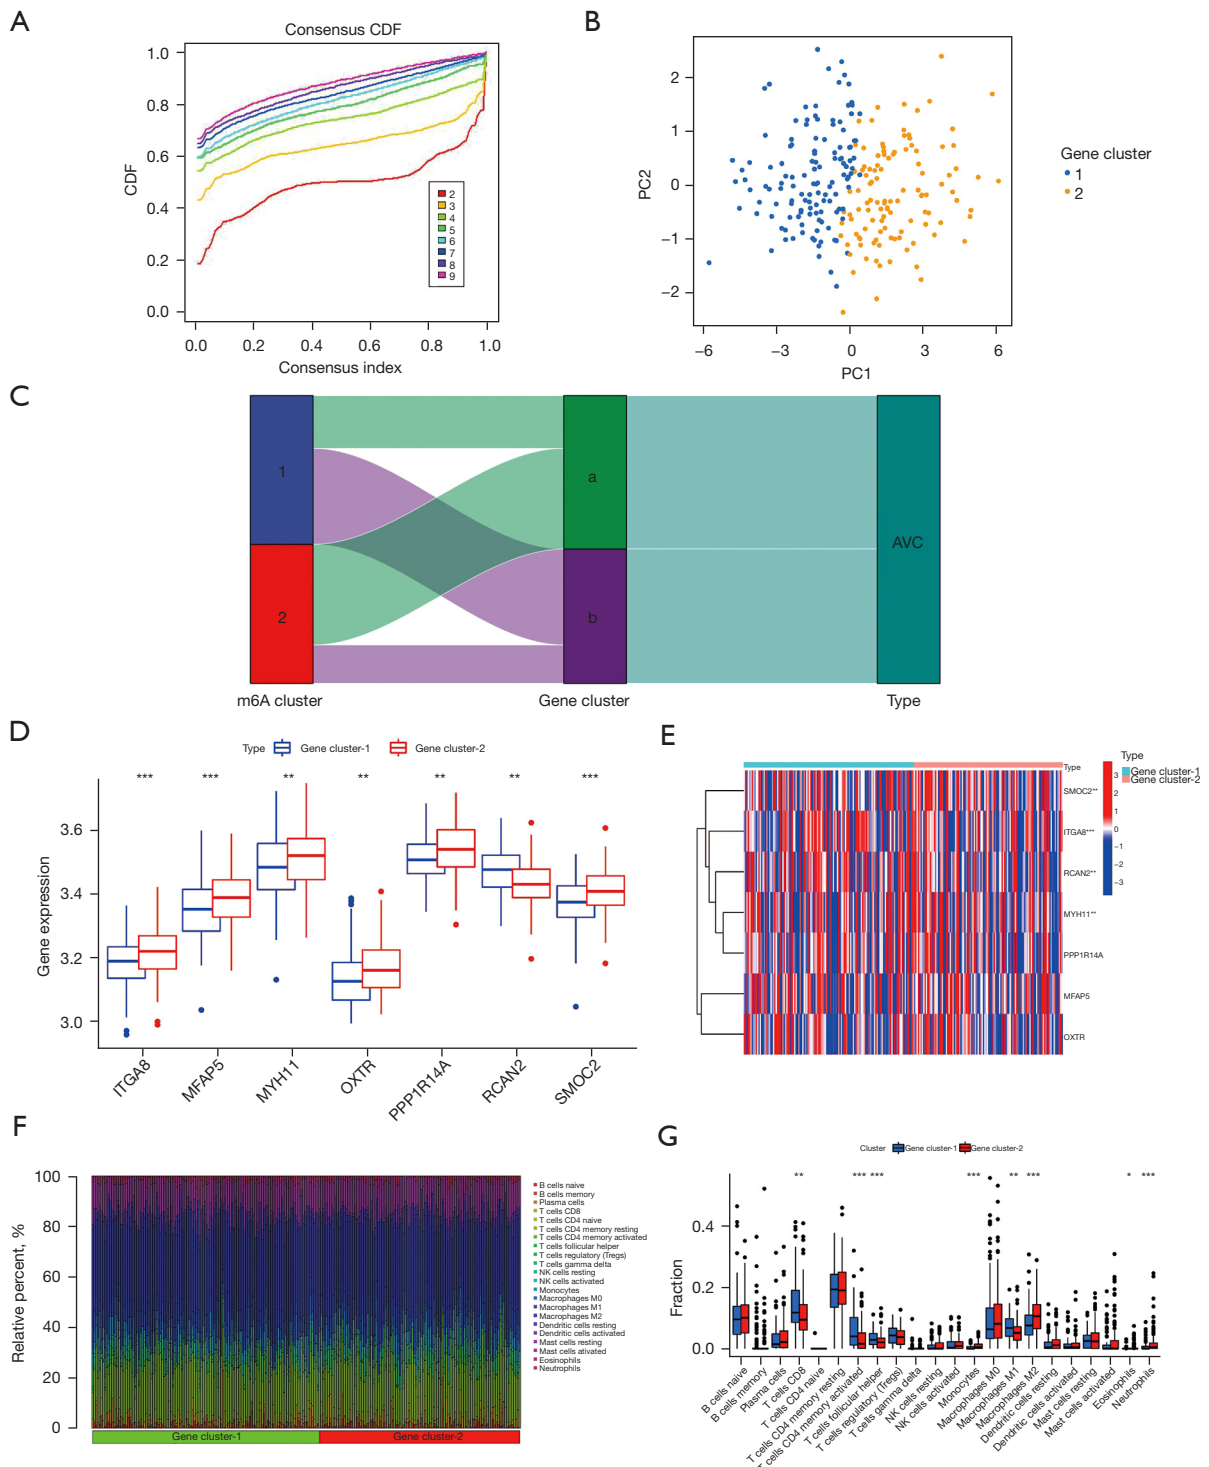 A
Consensus CDF
1.0
0.8
0.6
0.4
0.2
0.0
CDF
2
3
4
5
6
7
8
9
0.0 0.2 0.4 0.6 0.8 1.0
Consensus index
B
2
1
0
−1
−2
PC2
−6 −3 0 3 6
PC1
Gene cluster
1
2
C
1
2
a
b
AVC
m6A cluster Gene cluster Type
D
Type Gene cluster-1 Gene cluster-2
*** *** ** ** ** ** ***
3.6
3.4
3.2
3.0
Gene expression
ITGA8 MFAP5 MYH11 OXTR PPP1R14A RCAN2 SMOC2
E
Type
SMOC2**
ITGA8***
RCAN2**
MYH11**
PPP1R14A
MFAP5
OXTR
3
2
1
0
−1
−2
−3
Type
Gene cluster-1
Gene cluster-2
F
100
80
60
40
20
0
Relative percent, %
Gene cluster-1 Gene cluster-2
B cells naive
B cells memory
Plasma cells
T cells CD8
T cells CD4 naive
T cells CD4 memory resting
T cells CD4 memory activated
T cells follicular helper
T cells regulatory (Tregs)
T cells gamma delta
NK cells resting
NK cells activated
Monocytes
Macrophages M0
Macrophages M1
Macrophages M2
Dendritic cells resting
Dendritic cells activated
Mast cells resting
Mast cells ativated
Eosinophils
Neutrophils
G
Cluster Gene cluster-1 Gene cluster-2
** *** *** *** ** *** * ***
0.4
0.2
0.0
Fraction
B cells naive
B cells memory
Plasma cells
T cells CD8
T cells CD4 naive
T cells CD4 memory resting
T cells CD4 memory activated
T cells follicular helper
T cells regulatory (Tregs)
T cells gamma delta
NK cells resting
NK cells activated
Monocytes
Macrophages M0
Macrophages M1
Macrophages M2
Dendritic cells resting
Dendritic cells activated
Mast cells resting
Mast cells activated
Eosinophils
Neutrophils